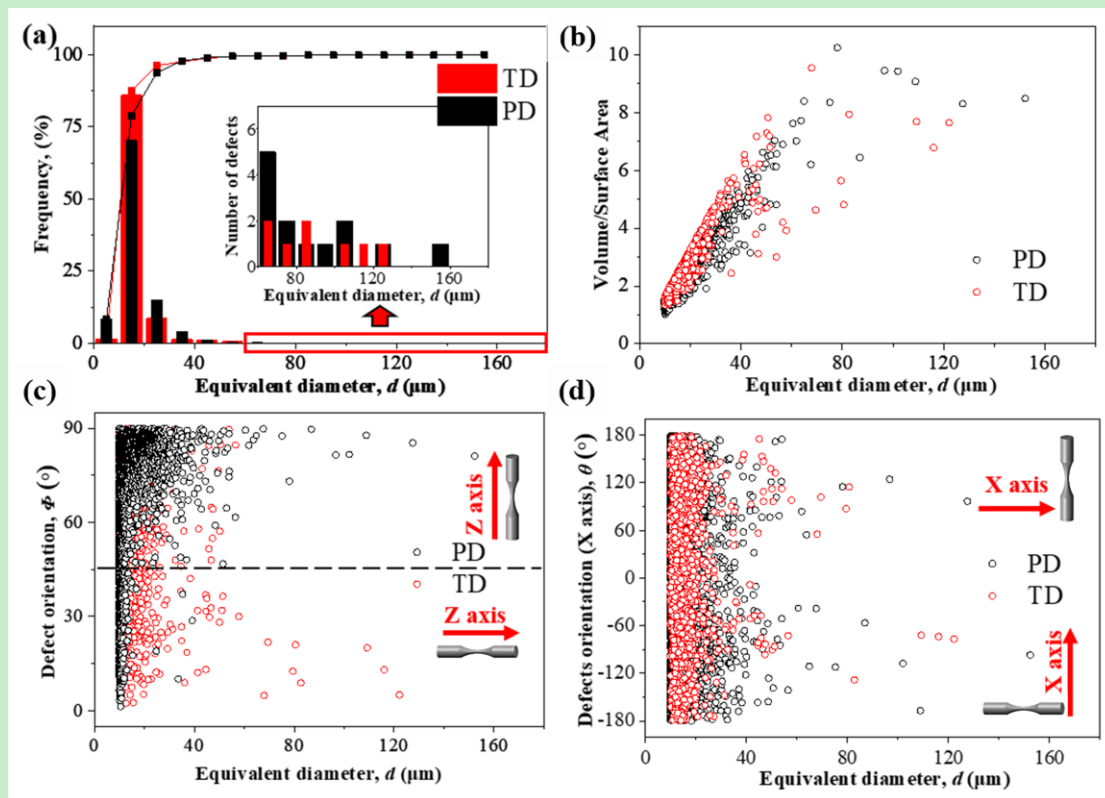 (a)
Frequency, (%)
100
75
50
25
0
TD
PD
Number of defects
6
4
2
0
80
120
160
Equivalent diameter, d (μm)
0
40
80
120
160
Equivalent diameter, d (μm)
(b)
Volume/Surface Area
10
8
6
4
2
0
PD
TD
0
40
80
120
160
Equivalent diameter, d (μm)
(c)
Defect orientation, Φ (○)
90
60
30
0
Z axis
PD
TD
Z axis
0
40
80
120
160
Equivalent diameter, d (μm)
(d)
Defects orientation (X axis), θ (○)
180
120
60
0
-60
-120
-180
X axis
PD
TD
X axis
0
40
80
120
160
Equivalent diameter, d (μm)